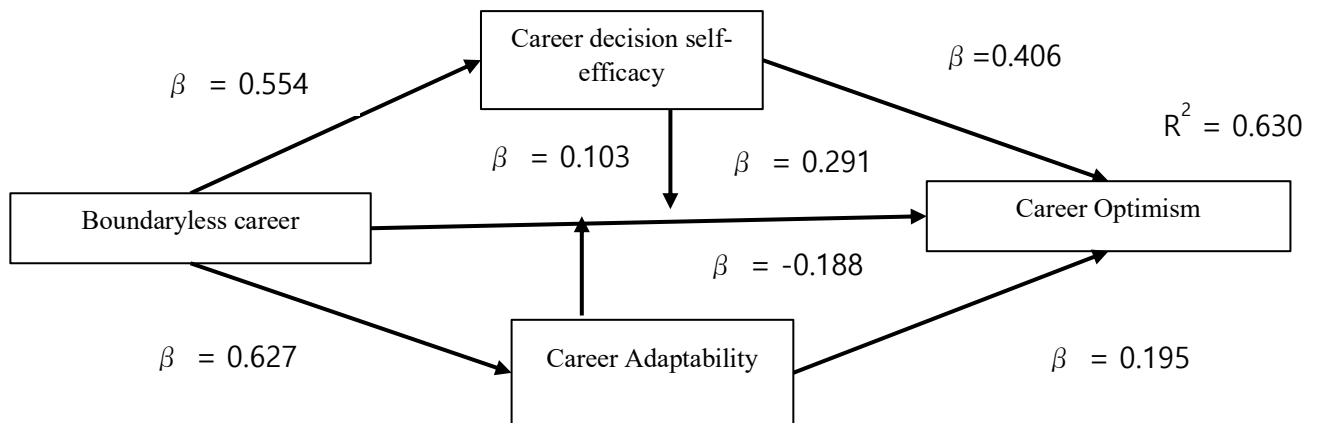 Career decision self-
efficacy
β =0.406
β = 0.554
R² = 0.630
β = 0.103
β = 0.291
Boundaryless career
Career Optimism
β = -0.188
β = 0.627
Career Adaptability
β = 0.195